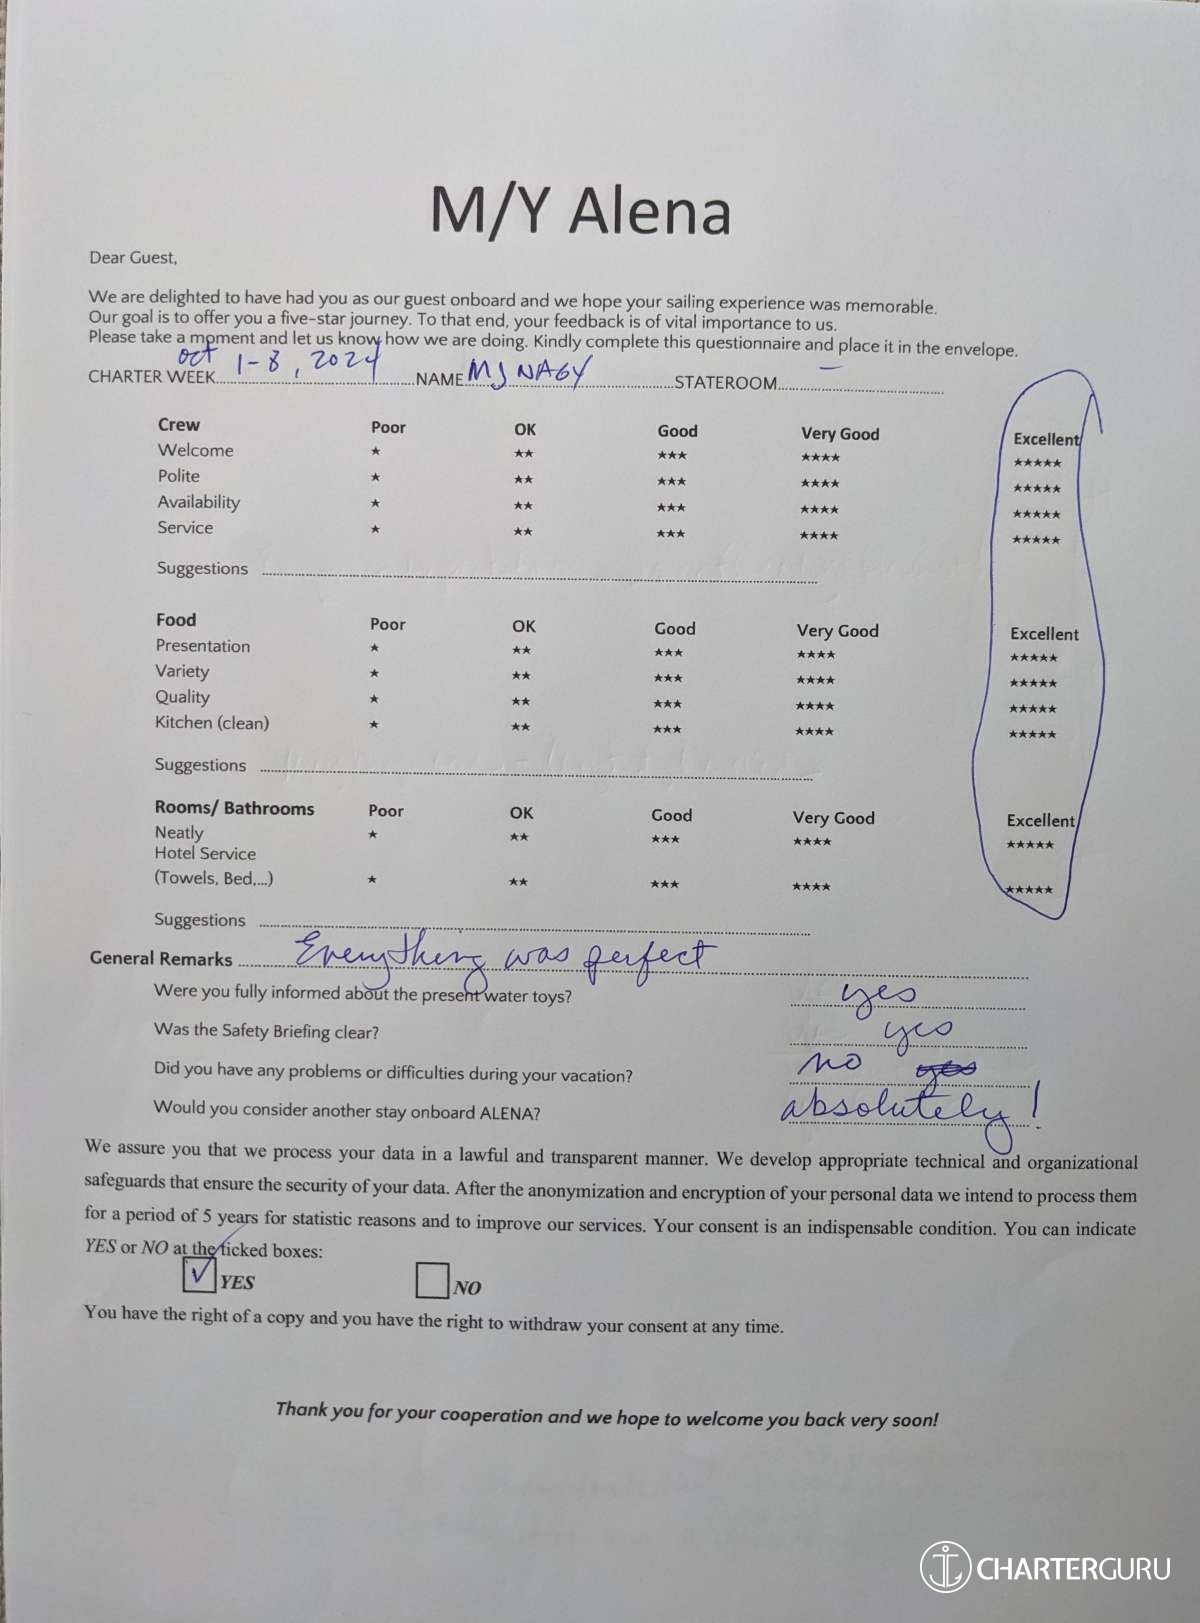 M/Y Alena
Dear Guest,
We are delighted to have had you as our guest onboard and we hope your sailing experience was memorable.
Our goal is to offer you a five-star journey. To that end, your feedback is of vital importance to us.
Please take a moment and let us know how we are doing. Kindly complete this questionnaire and place it in the envelope.
CHARTER WEEK Oct 1-8, 2024 NAME MJ NAGY STATEROOM —
Crew Poor OK Good Very Good Excellent
Welcome ★ ★★ ★★★ ★★★★ ★★★★★
Polite ★ ★★ ★★★ ★★★★ ★★★★★
Availability ★ ★★ ★★★ ★★★★ ★★★★★
Service ★ ★★ ★★★ ★★★★ ★★★★★
Suggestions
Food Poor OK Good Very Good Excellent
Presentation ★ ★★ ★★★ ★★★★ ★★★★★
Variety ★ ★★ ★★★ ★★★★ ★★★★★
Quality ★ ★★ ★★★ ★★★★ ★★★★★
Kitchen (clean) ★ ★★ ★★★ ★★★★ ★★★★★
Suggestions
Rooms/ Bathrooms Poor OK Good Very Good Excellent
Neatly ★ ★★ ★★★ ★★★★ ★★★★★
Hotel Service
(Towels, Bed,...) ★ ★★ ★★★ ★★★★ ★★★★★
Suggestions
General Remarks Everything was perfect
Were you fully informed about the present water toys? yes
Was the Safety Briefing clear? yes
Did you have any problems or difficulties during your vacation? no yes
Would you consider another stay onboard ALENA? absolutely!
We assure you that we process your data in a lawful and transparent manner. We develop appropriate technical and organizational
safeguards that ensure the security of your data. After the anonymization and encryption of your personal data we intend to process them
for a period of 5 years for statistic reasons and to improve our services. Your consent is an indispensable condition. You can indicate
YES or NO at the ticked boxes:
✓ YES NO
You have the right of a copy and you have the right to withdraw your consent at any time.
Thank you for your cooperation and we hope to welcome you back very soon!
CHARTERGURU